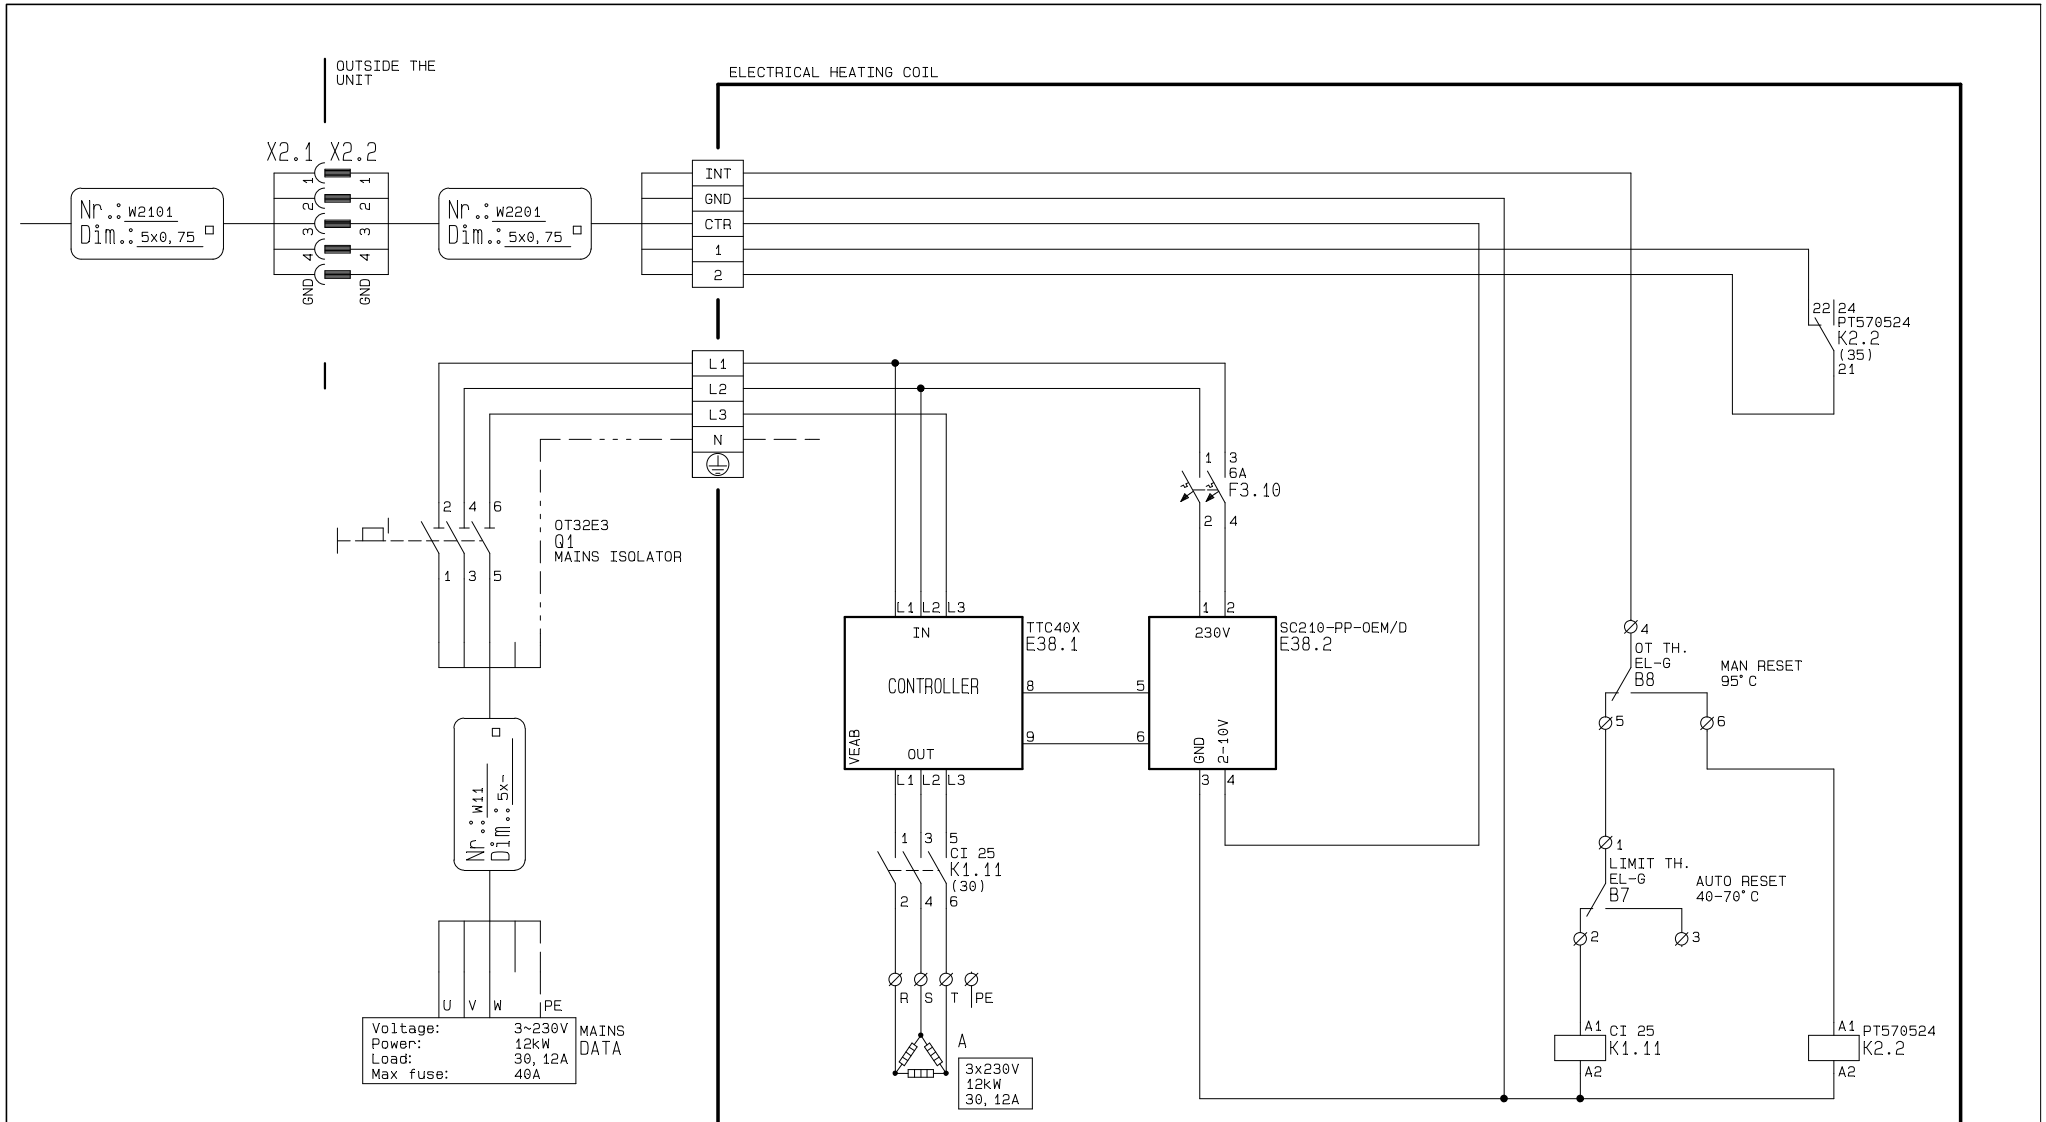 OUTSIDE THE
UNIT
ELECTRICAL HEATING COIL
X2.1 X2.2
1 1
2 2
3 3
4 4
GND GND
Nr.: W2101
Dim.: 5x0,75
Nr.: W2201
Dim.: 5x0,75
INT
GND
CTR
1
2
22 24
PT570524
K2.2
(35)
21
L1
L2
L3
N
1 3
6A
F3.10
2 4
2 4 6
OT32E3
Q1
MAINS ISOLATOR
1 3 5
L1 L2 L3
IN
TTC40X
E38.1
CONTROLLER
8
9
VEAB
OUT
L1 L2 L3
1 2
230V
SC210-PP-OEM/D
E38.2
5
6
GND
2-10V
3 4
4
OT TH.
EL-G
B8
MAN RESET
95°C
5 6
1
LIMIT TH.
EL-G
B7
AUTO RESET
40-70°C
2 3
Nr.: W11
Dim.: 5x-
1 3 5
CI 25
K1.11
(30)
2 4 6
R S T PE
A
3x230V
12kW
30,12A
U V W PE
Voltage: 3~230V
Power: 12kW
Load: 30,12A
Max fuse: 40A
MAINS
DATA
A1 CI 25
K1.11
A2
A1 PT570524
K2.2
A2